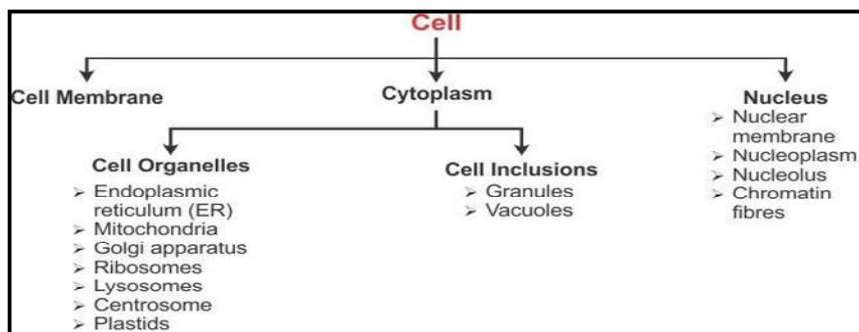 Cell
Cell Membrane
Cytoplasm
Nucleus
➢ Nuclear
membrane
➢ Nucleoplasm
➢ Nucleolus
➢ Chromatin
fibres
Cell Organelles
➢ Endoplasmic
reticulum (ER)
➢ Mitochondria
➢ Golgi apparatus
➢ Ribosomes
➢ Lysosomes
➢ Centrosome
➢ Plastids
Cell Inclusions
➢ Granules
➢ Vacuoles